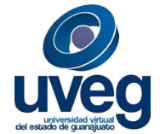 uveg
universidad virtual
del estado de guanajuato